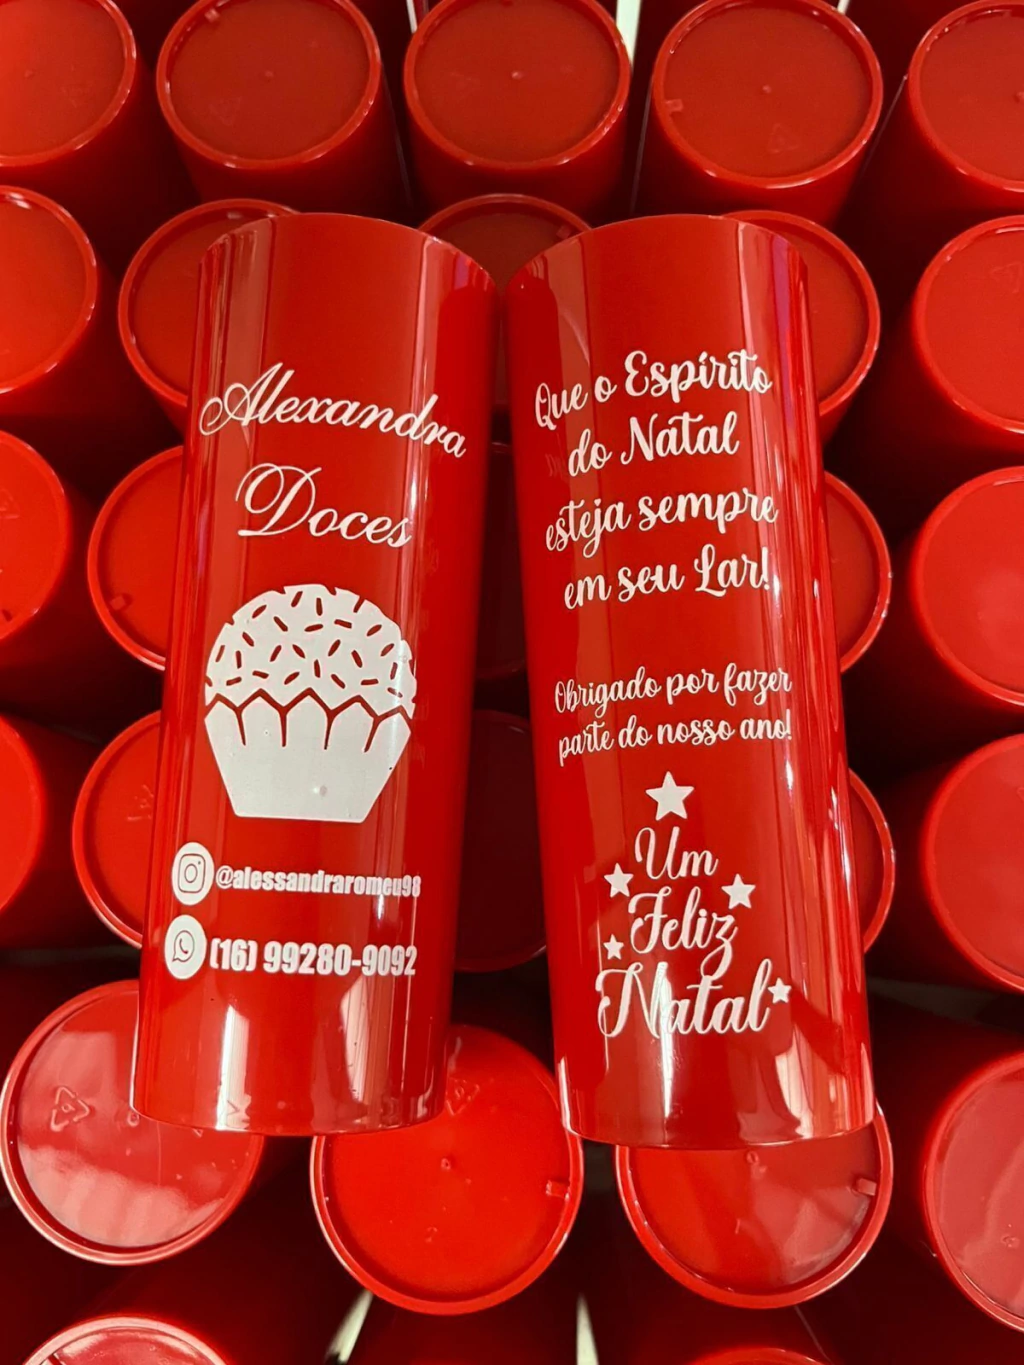 Alexandra
Doces
@alessandraromeu98
(16) 99280-9092
Que o Espírito
do Natal
esteja sempre
em seu Lar!
Obrigado por fazer
parte do nosso ano!
Um
Feliz
Natal